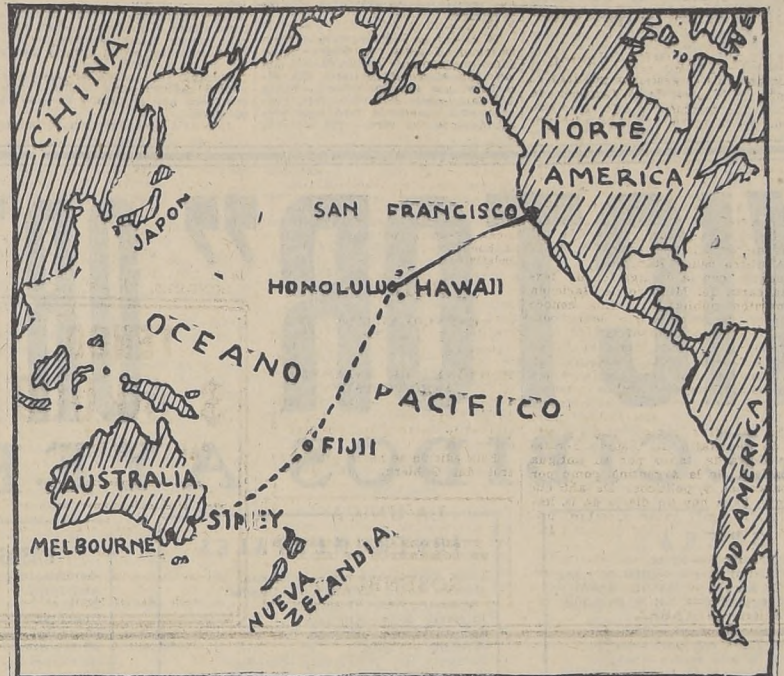 CHINA
NORTE
AMERICA
SAN FRANCISCO
JAPON
HONOLULU HAWAII
OCEANO
PACIFICO
FIJII
AUSTRALIA
SIDNEY
MELBOURNE
NUEVA
ZELANDIA
SUD AMERICA